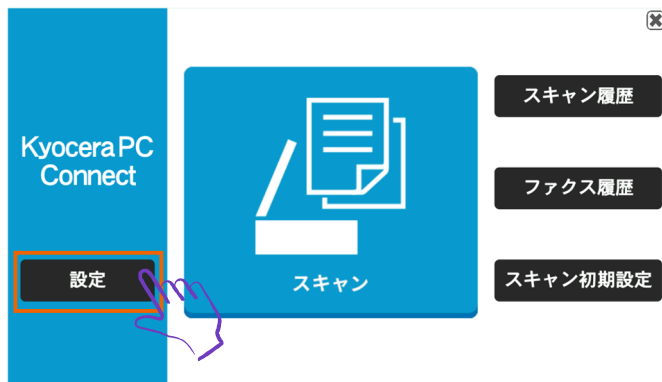 Kyocera PC
Connect
設定
スキャン
スキャン履歴
ファクス履歴
スキャン初期設定